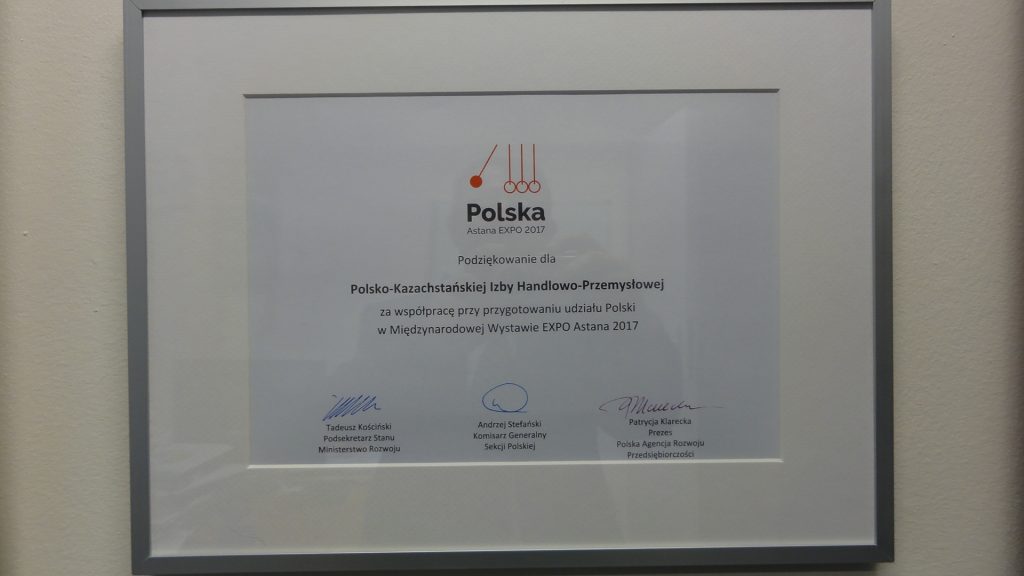 Polska
Astana EXPO 2017
Podziękowanie dla
Polsko-Kazachstańskiej Izby Handlowo-Przemysłowej
za współpracę przy przygotowaniu udziału Polski
w Międzynarodowej Wystawie EXPO Astana 2017
Tadeusz Kościński
Podsekretarz Stanu
Ministerstwo Rozwoju
Andrzej Stefański
Komisarz Generalny
Sekcji Polskiej
Patrycja Klarecka
Prezes
Polska Agencja Rozwoju
Przedsiębiorczości